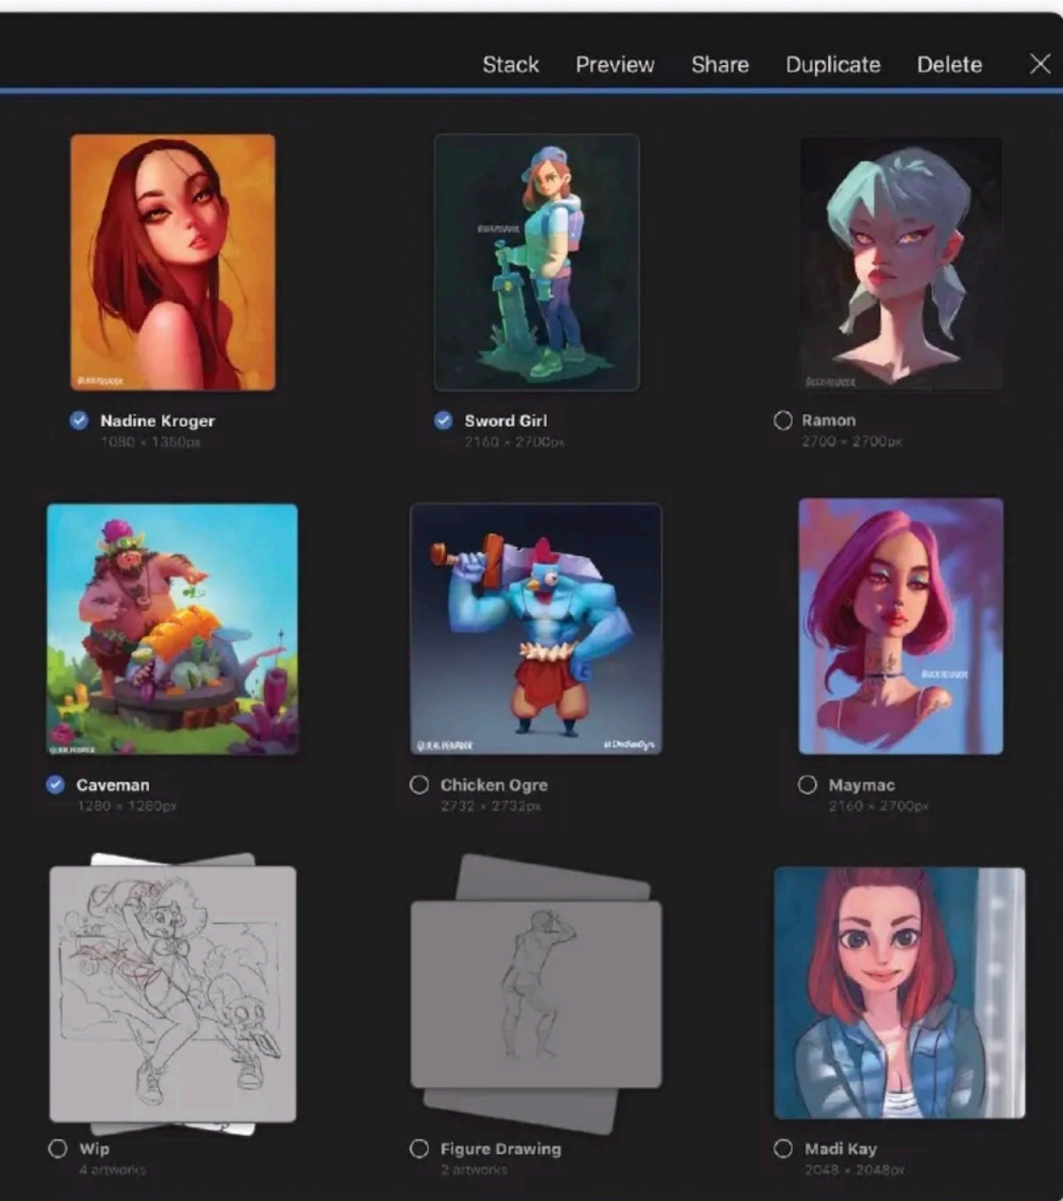 Stack Preview Share Duplicate Delete
Nadine Kroger
1080 × 1350px
Sword Girl
2160 × 2700px
Ramon
2700 × 2700px
Caveman
1280 × 1280px
Chicken Ogre
2732 × 2732px
Maymac
2160 × 2700px
Wip
4 artworks
Figure Drawing
2 artworks
Madi Kay
2048 × 2048px